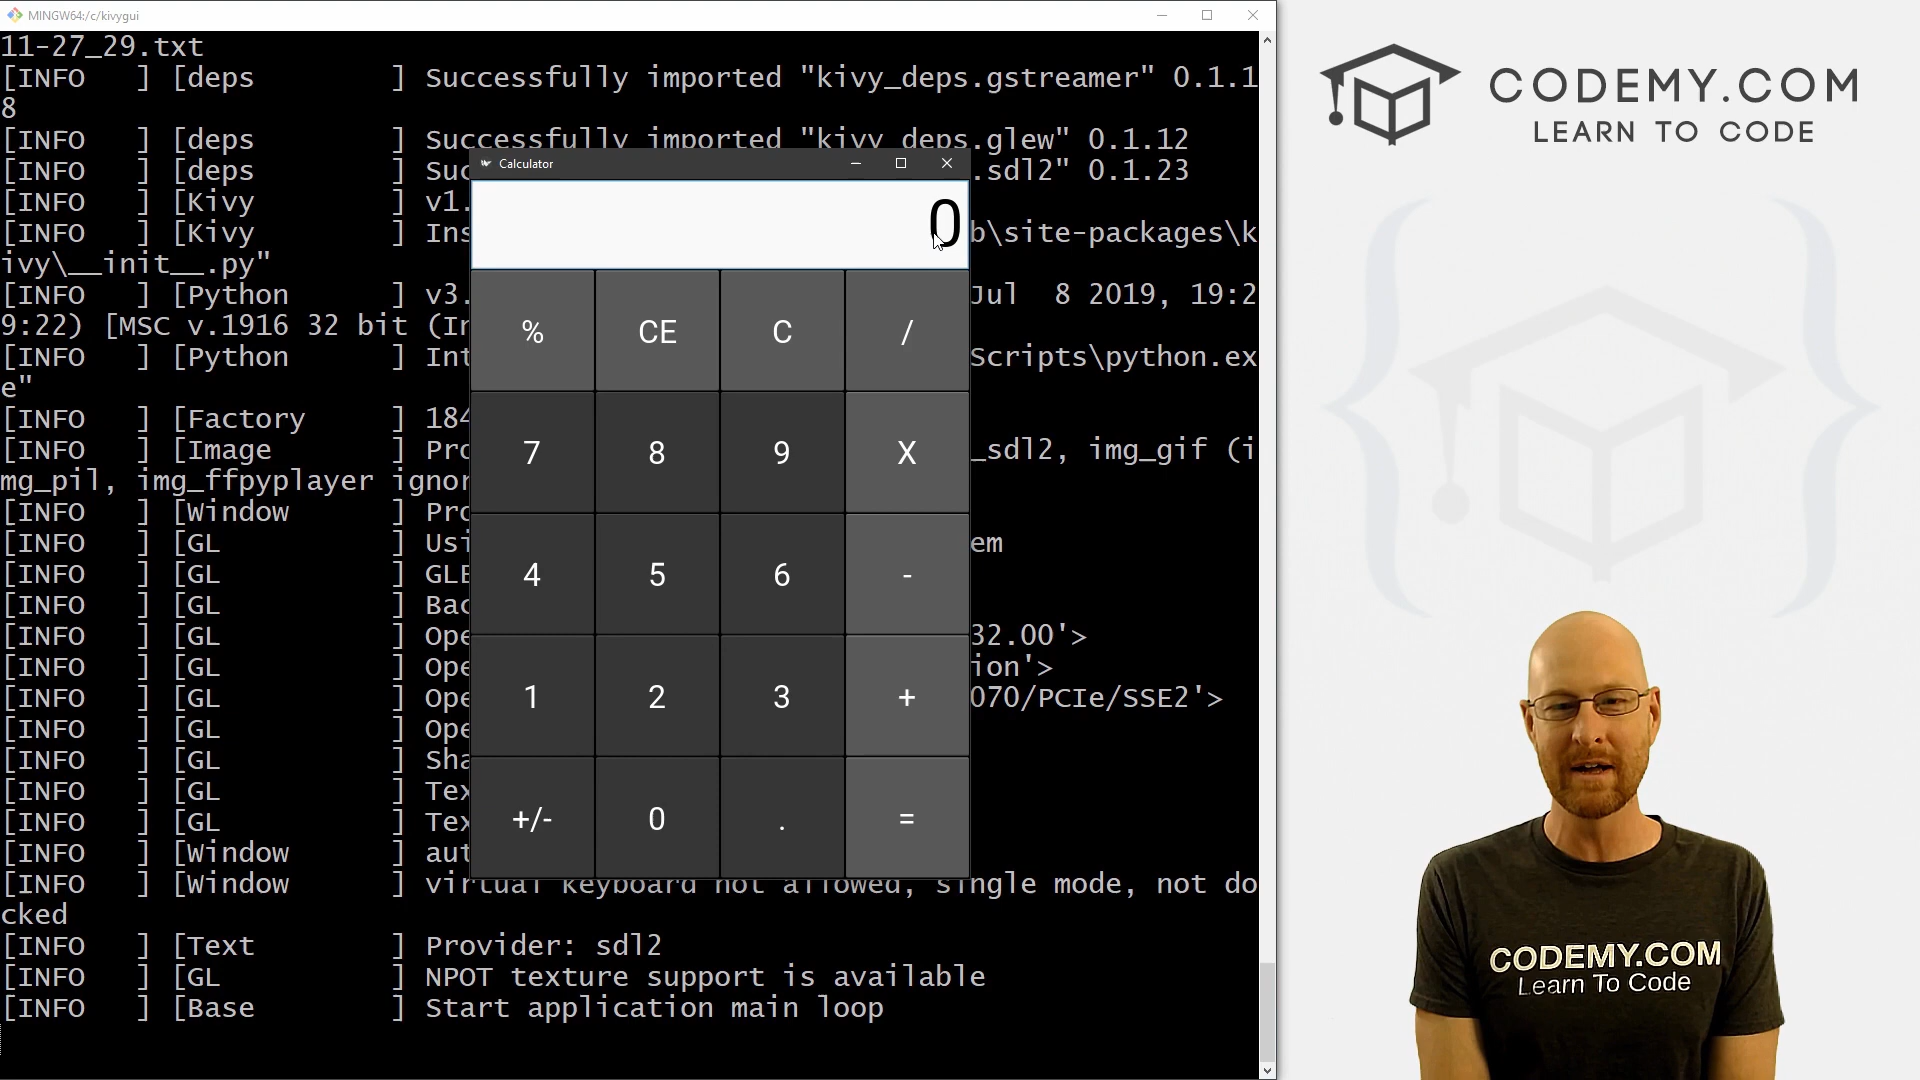 MINGW64:/c/kivygui
11-27_29.txt
[INFO   ] [deps        ] Successfully imported "kivy_deps.gstreamer" 0.1.1
8
[INFO   ] [deps        ] Successfully imported "kivy_deps.glew" 0.1.12
[INFO   ] [deps        ] Suc .sdl2" 0.1.23
[INFO   ] [Kivy        ] v1.
[INFO   ] [Kivy        ] Ins b\site-packages\k
ivy\__init__.py"
[INFO   ] [Python      ] v3. Jul  8 2019, 19:2
9:22) [MSC v.1916 32 bit (In
[INFO   ] [Python      ] Int Scripts\python.ex
e"
[INFO   ] [Factory     ] 184
[INFO   ] [Image       ] Pro _sdl2, img_gif (i
mg_pil, img_ffpyplayer ignor
[INFO   ] [Window      ] Pro
[INFO   ] [GL          ] Usi em
[INFO   ] [GL          ] GLE
[INFO   ] [GL          ] Bac
[INFO   ] [GL          ] Ope 32.00'>
[INFO   ] [GL          ] Ope ion'>
[INFO   ] [GL          ] Ope 070/PCIe/SSE2'>
[INFO   ] [GL          ] Ope
[INFO   ] [GL          ] Sha
[INFO   ] [GL          ] Tex
[INFO   ] [GL          ] Tex
[INFO   ] [Window      ] aut
[INFO   ] [Window      ] virtual keyboard not allowed, single mode, not do
cked
[INFO   ] [Text        ] Provider: sdl2
[INFO   ] [GL          ] NPOT texture support is available
[INFO   ] [Base        ] Start application main loop
Calculator
0
% CE C /
7 8 9 X
4 5 6 -
1 2 3 +
+/- 0 . =
CODEMY.COM
LEARN TO CODE
CODEMY.COM
Learn To Code